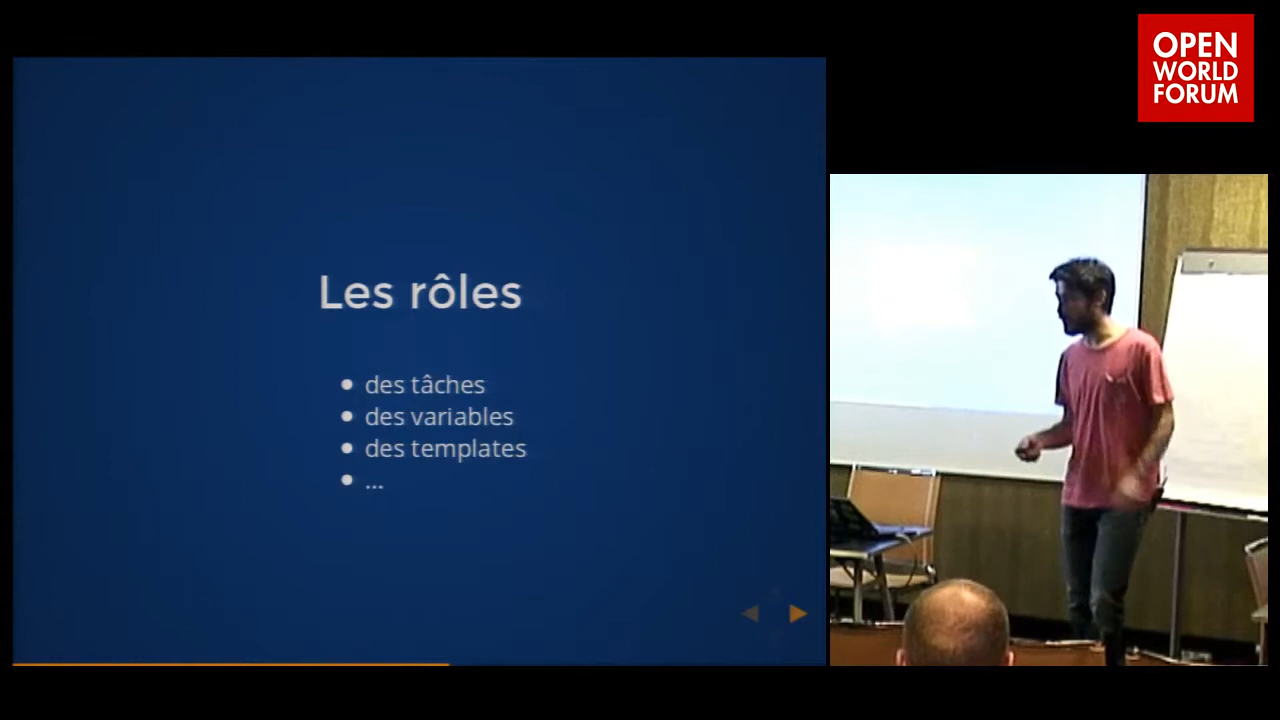 OPEN
WORLD
FORUM
Les rôles
des tâches
des variables
des templates
...